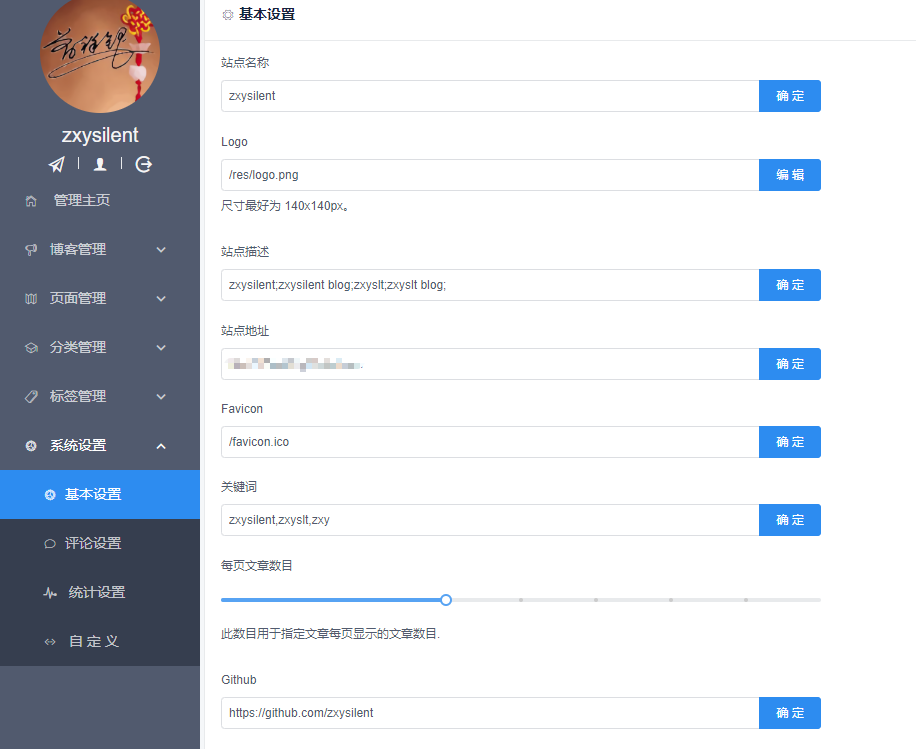 zxysilent
管理主页
博客管理
页面管理
分类管理
标签管理
系统设置
基本设置
评论设置
统计设置
自 定 义
基本设置
站点名称
zxysilent 确 定
Logo
/res/logo.png 编 辑
尺寸最好为 140x140px。
站点描述
zxysilent;zxysilent blog;zxyslt;zxyslt blog; 确 定
站点地址
确 定
Favicon
/favicon.ico 确 定
关键词
zxysilent,zxyslt,zxy 确 定
每页文章数目
此数目用于指定文章每页显示的文章数目.
Github
https://github.com/zxysilent 确 定